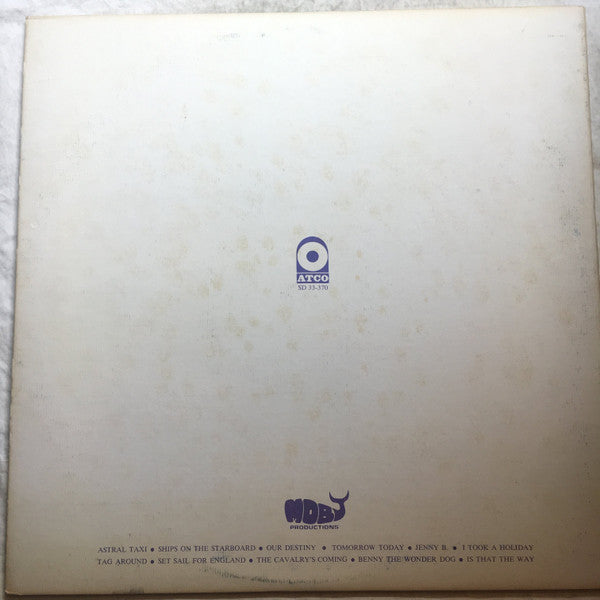 ATCO
SD 33-370
MOBY
PRODUCTIONS
ASTRAL TAXI • SHIPS ON THE STARBOARD • OUR DESTINY • TOMORROW TODAY • JENNY B. • I TOOK A HOLIDAY
TAG AROUND • SET SAIL FOR ENGLAND • THE CAVALRY'S COMING • BENNY THE WONDER DOG • IS THAT THE WAY